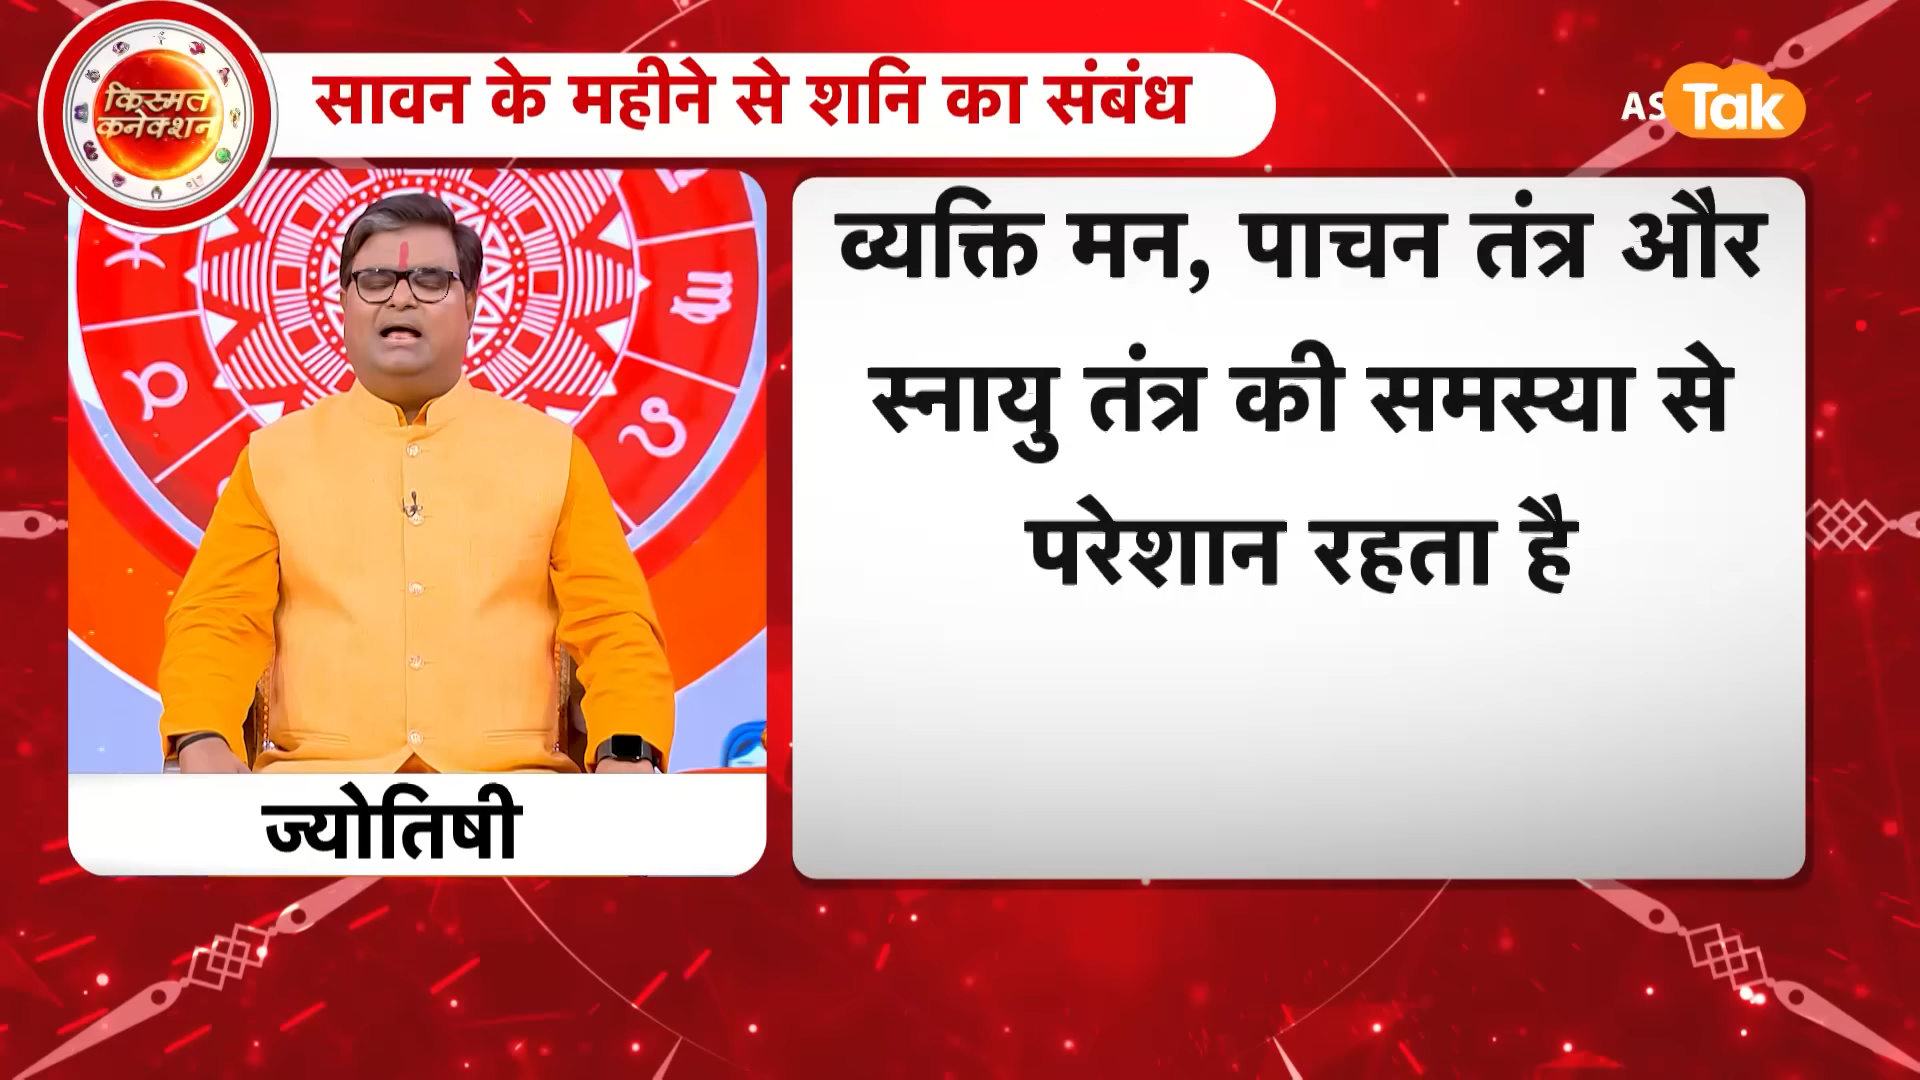 किस्मत
कनेक्शन
सावन के महीने से शनि का संबंध
AS Tak
व्यक्ति मन, पाचन तंत्र और
स्नायु तंत्र की समस्या से
परेशान रहता है
ज्योतिषी